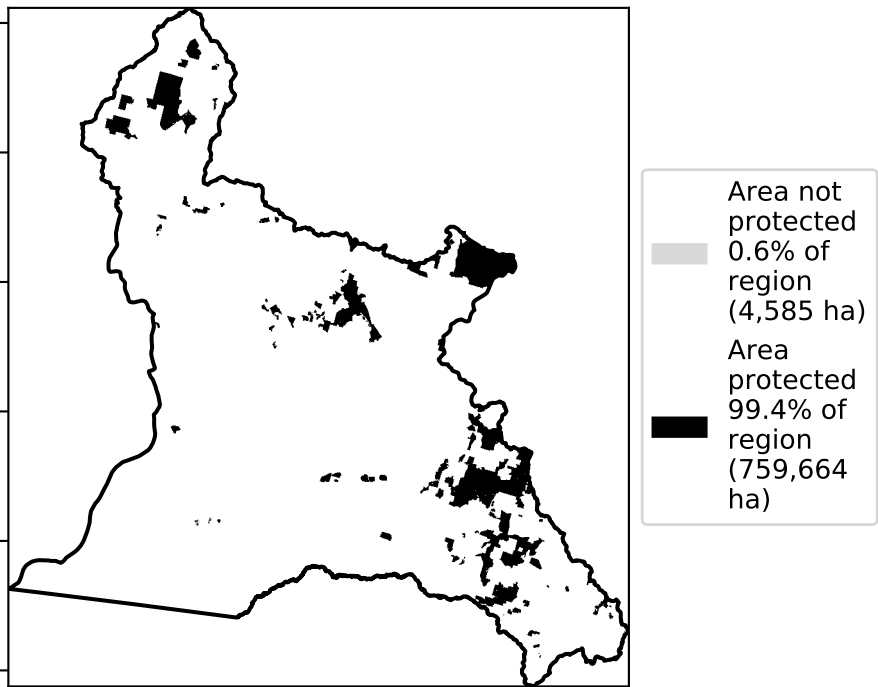 Area not
protected
0.6% of
region
(4,585 ha)
Area
protected
99.4% of
region
(759,664
ha)